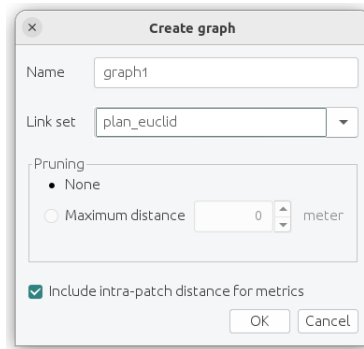 Create graph
Name graph1
Link set plan_euclid
Pruning
None
Maximum distance 0 meter
Include intra-patch distance for metrics
OK Cancel